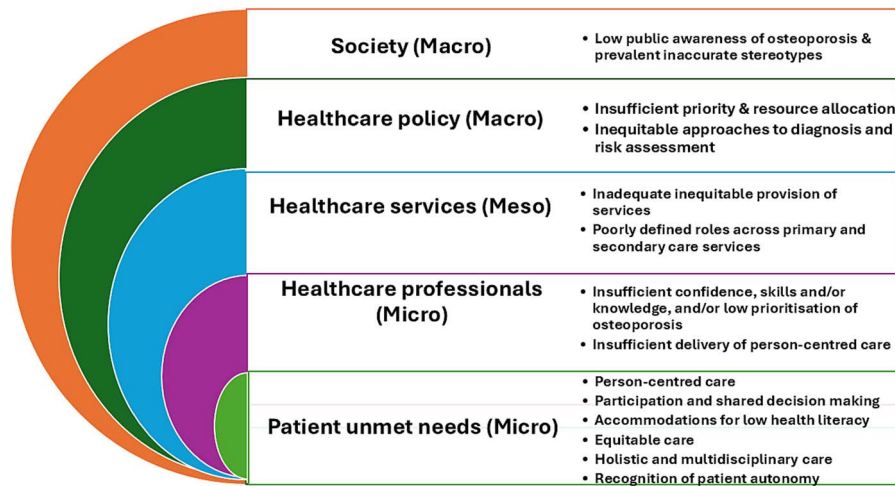 Society (Macro)
• Low public awareness of osteoporosis &
prevalent inaccurate stereotypes
Healthcare policy (Macro)
• Insufficient priority & resource allocation
• Inequitable approaches to diagnosis and
risk assessment
Healthcare services (Meso)
• Inadequate inequitable provision of
services
• Poorly defined roles across primary and
secondary care services
Healthcare professionals
(Micro)
• Insufficient confidence, skills and/or
knowledge, and/or low prioritisation of
osteoporosis
• Insufficient delivery of person-centred care
Patient unmet needs (Micro)
• Person-centred care
• Participation and shared decision making
• Accommodations for low health literacy
• Equitable care
• Holistic and multidisciplinary care
• Recognition of patient autonomy